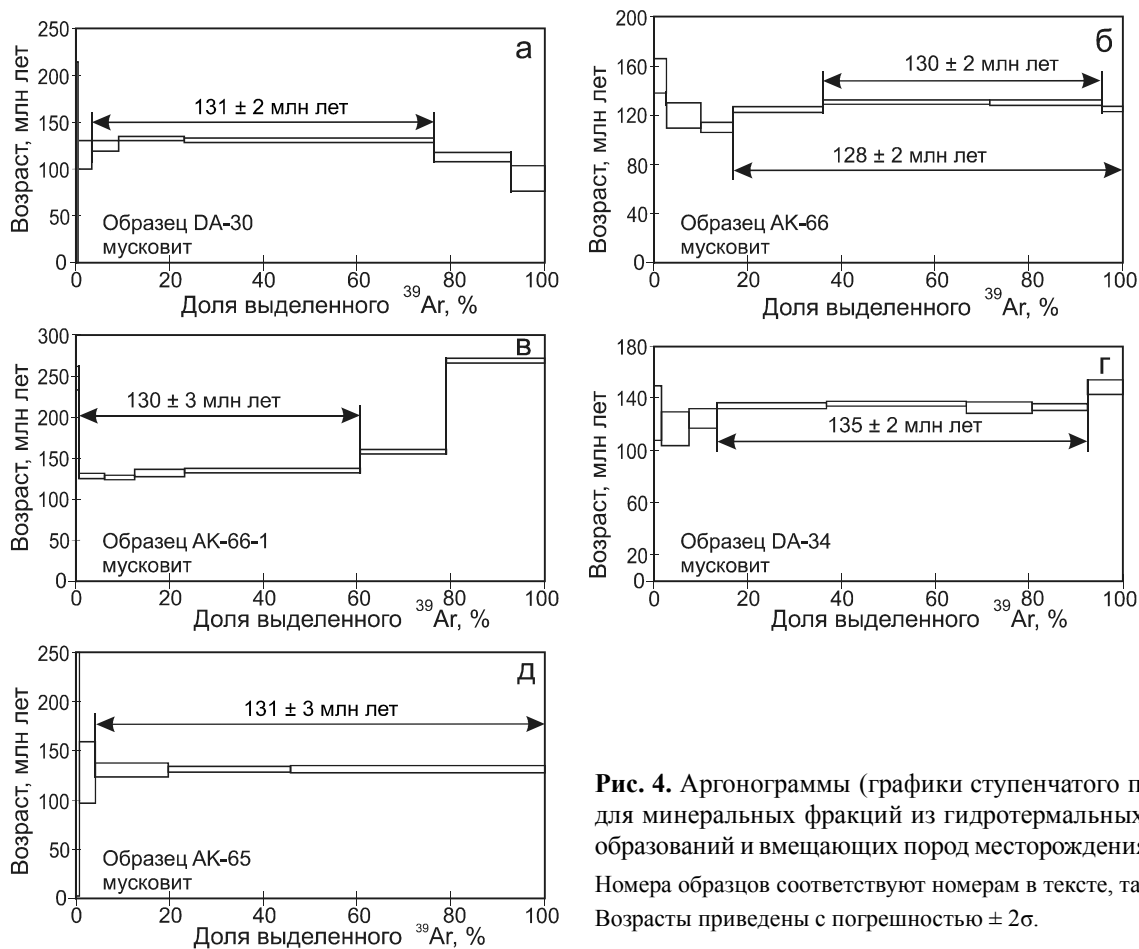 а
250
200
150
100
50
0
Возраст, млн лет
131 ± 2 млн лет
Образец DA-30
мусковит
0 20 40 60 80 100
Доля выделенного ³⁹Ar, %
б
200
160
120
80
40
0
Возраст, млн лет
130 ± 2 млн лет
128 ± 2 млн лет
Образец AK-66
мусковит
0 20 40 60 80 100
Доля выделенного ³⁹Ar, %
в
300
250
200
150
100
50
0
Возраст, млн лет
130 ± 3 млн лет
Образец AK-66-1
мусковит
0 20 40 60 80 100
Доля выделенного ³⁹Ar, %
г
180
140
100
60
20
0
Возраст, млн лет
135 ± 2 млн лет
Образец DA-34
мусковит
0 20 40 60 80 100
Доля выделенного ³⁹Ar, %
д
250
200
150
100
50
0
Возраст, млн лет
131 ± 3 млн лет
Образец AK-65
мусковит
0 20 40 60 80 100
Доля выделенного ³⁹Ar, %
Рис. 4. Аргонограммы (графики ступенчатого п
для минеральных фракций из гидротермальных
образований и вмещающих пород месторождения
Номера образцов соответствуют номерам в тексте, та
Возрасты приведены с погрешностью ± 2σ.